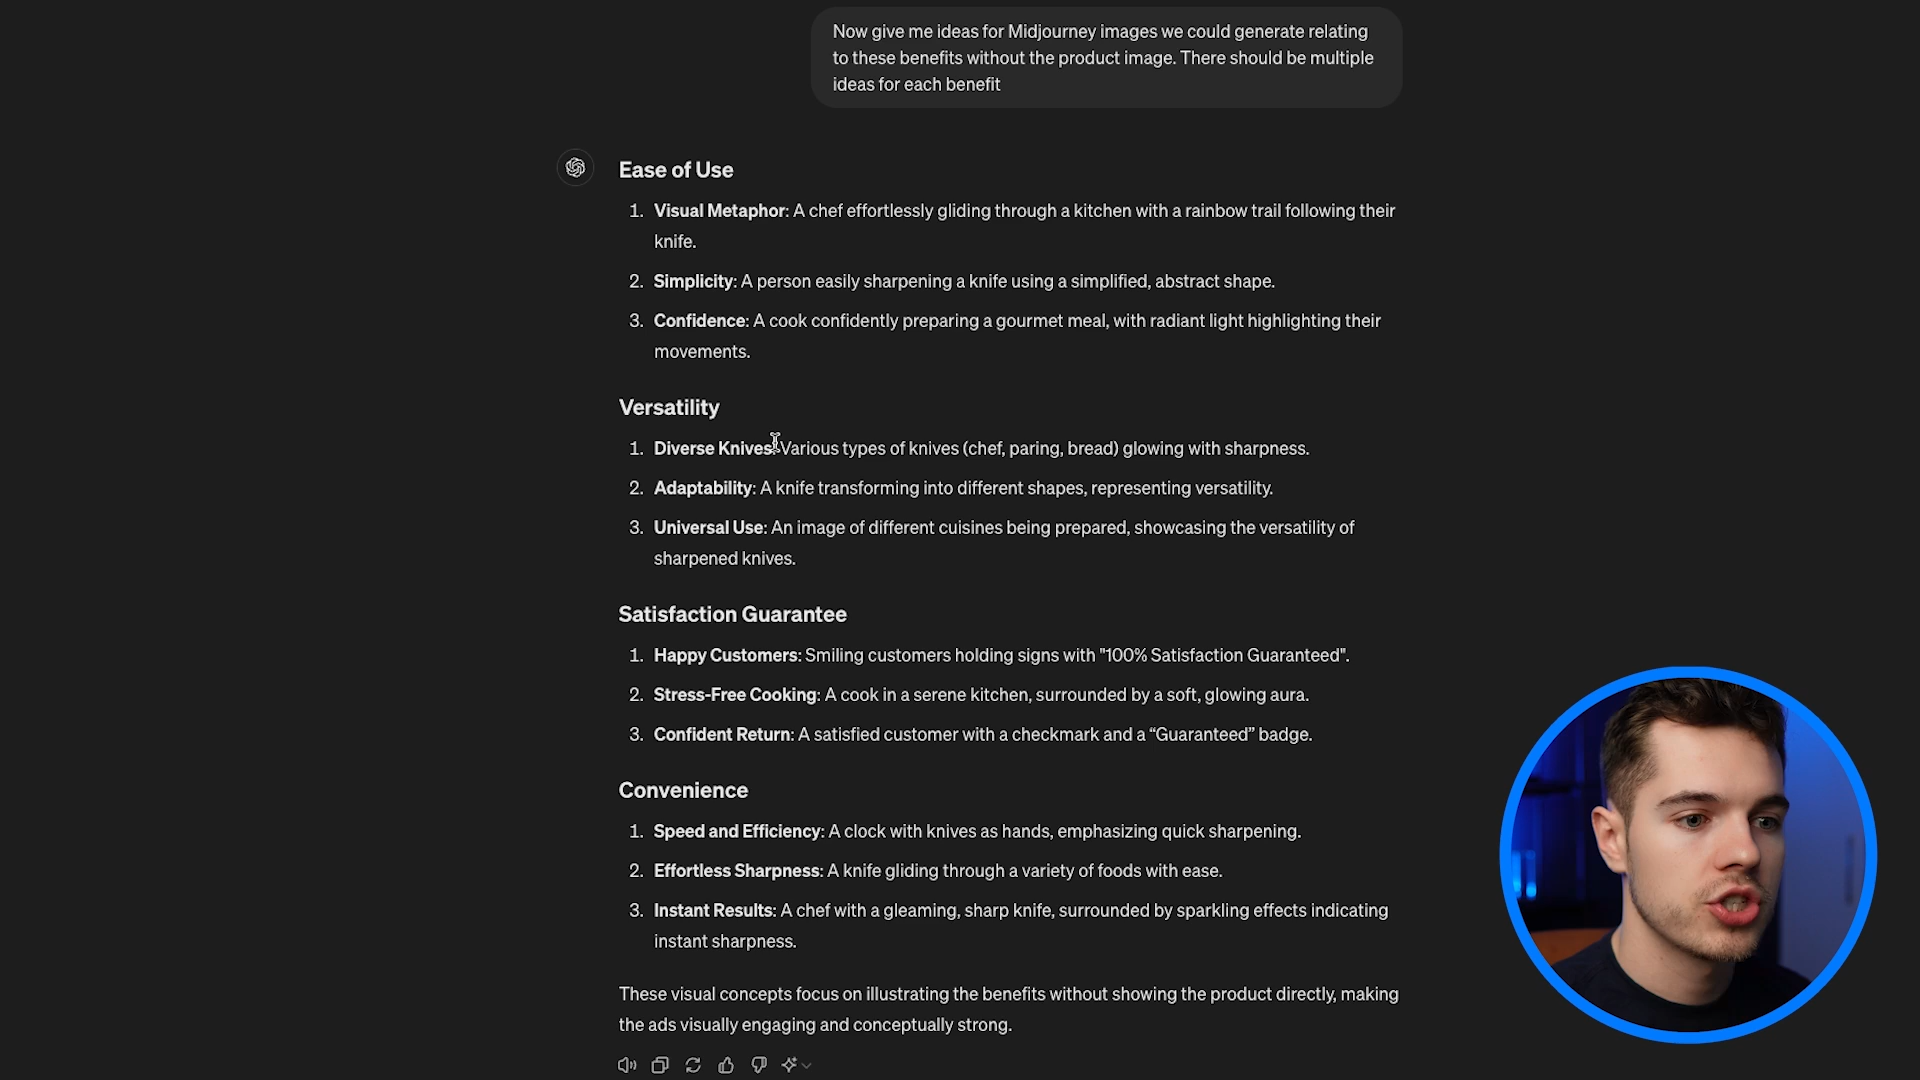 Now give me ideas for Midjourney images we could generate relating
to these benefits without the product image. There should be multiple
ideas for each benefit
Ease of Use
1. Visual Metaphor: A chef effortlessly gliding through a kitchen with a rainbow trail following their
knife.
2. Simplicity: A person easily sharpening a knife using a simplified, abstract shape.
3. Confidence: A cook confidently preparing a gourmet meal, with radiant light highlighting their
movements.
Versatility
1. Diverse Knives: Various types of knives (chef, paring, bread) glowing with sharpness.
2. Adaptability: A knife transforming into different shapes, representing versatility.
3. Universal Use: An image of different cuisines being prepared, showcasing the versatility of
sharpened knives.
Satisfaction Guarantee
1. Happy Customers: Smiling customers holding signs with "100% Satisfaction Guaranteed".
2. Stress-Free Cooking: A cook in a serene kitchen, surrounded by a soft, glowing aura.
3. Confident Return: A satisfied customer with a checkmark and a “Guaranteed” badge.
Convenience
1. Speed and Efficiency: A clock with knives as hands, emphasizing quick sharpening.
2. Effortless Sharpness: A knife gliding through a variety of foods with ease.
3. Instant Results: A chef with a gleaming, sharp knife, surrounded by sparkling effects indicating
instant sharpness.
These visual concepts focus on illustrating the benefits without showing the product directly, making
the ads visually engaging and conceptually strong.